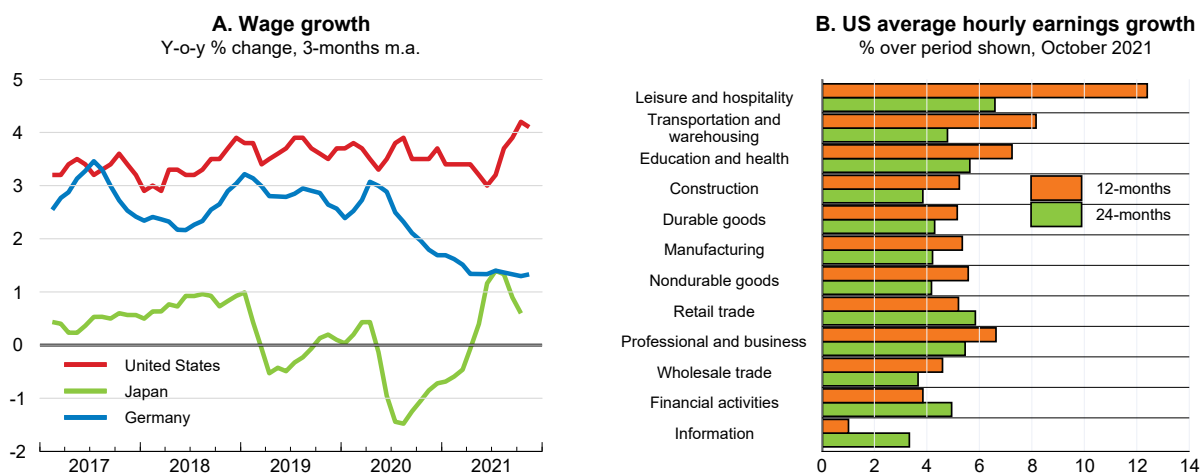 A. Wage growth
Y-o-y % change, 3-months m.a.
5
4
3
2
1
0
-1
-2
United States
Japan
Germany
2017
2018
2019
2020
2021
B. US average hourly earnings growth
% over period shown, October 2021
Leisure and hospitality
Transportation and
warehousing
Education and health
Construction
Durable goods
Manufacturing
Nondurable goods
Retail trade
Professional and business
Wholesale trade
Financial activities
Information
12-months
24-months
0
2
4
6
8
10
12
14